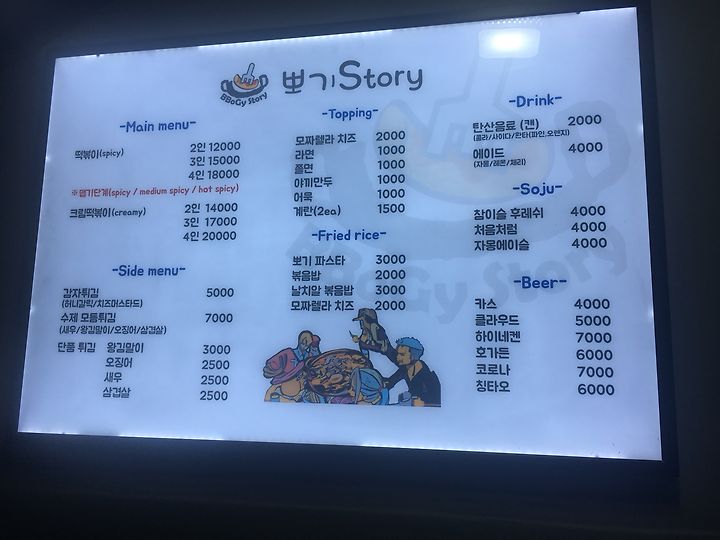 BBoGy Story
뽀기Story
-Main menu-
떡볶이(spicy) 2인 12000
3인 15000
4인 18000
※맵기단계(spicy / medium spicy / hot spicy)
크림떡볶이(creamy) 2인 14000
3인 17000
4인 20000
-Side menu-
감자튀김 5000
(허니갈릭/치즈머스타드)
수제 모듬튀김 7000
(새우/왕김말이/오징어/삼겹살)
단품 튀김 왕김말이 3000
오징어 2500
새우 2500
삼겹살 2500
-Topping-
모짜렐라 치즈 2000
라면 1000
쫄면 1000
야끼만두 2000
어묵 1000
계란(2ea) 1500
-Fried rice-
뽀기 파스타 3000
볶음밥 2000
날치알 볶음밥 3000
모짜렐라 치즈 2000
-Drink-
탄산음료 (캔) 2000
(콜라/사이다/환타(파인,오랜지)
에이드 4000
(자몽/레몬/체리)
-Soju-
참이슬 후레쉬 4000
처음처럼 4000
자몽에이슬 4000
-Beer-
카스 4000
클라우드 5000
하이네켄 7000
호가든 6000
코로나 7000
칭타오 6000
BBoGy Story